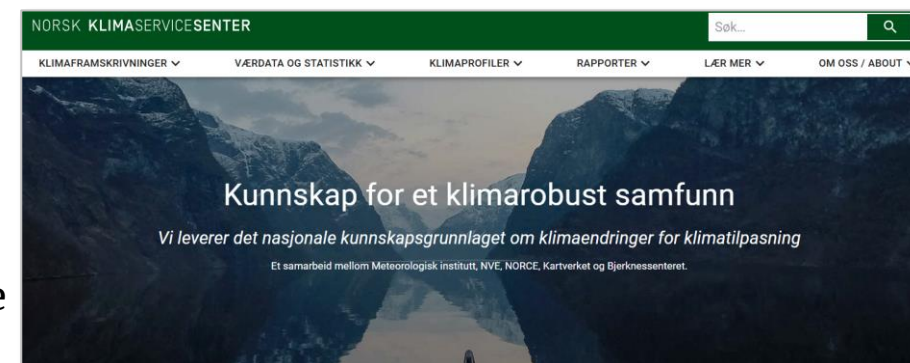 NORSK KLIMASERVICESENTER
Søk...
KLIMAFRAMSKRIVNINGER VÆRDATA OG STATISTIKK KLIMAPROFILER RAPPORTER LÆR MER OM OSS / ABOUT
Kunnskap for et klimarobust samfunn
Vi leverer det nasjonale kunnskapsgrunnlaget om klimaendringer for klimatilpasning
Et samarbeid mellom Meteorologisk institutt, NVE, NORCE, Kartverket og Bjerknessenteret.
e